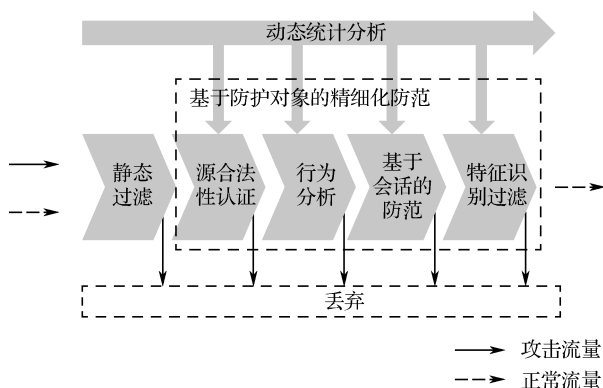 动态统计分析
基于防护对象的精细化防范
静态
过滤
源合法
性认证
行为
分析
基于
会话的
防范
特征识
别过滤
丢弃
攻击流量
正常流量